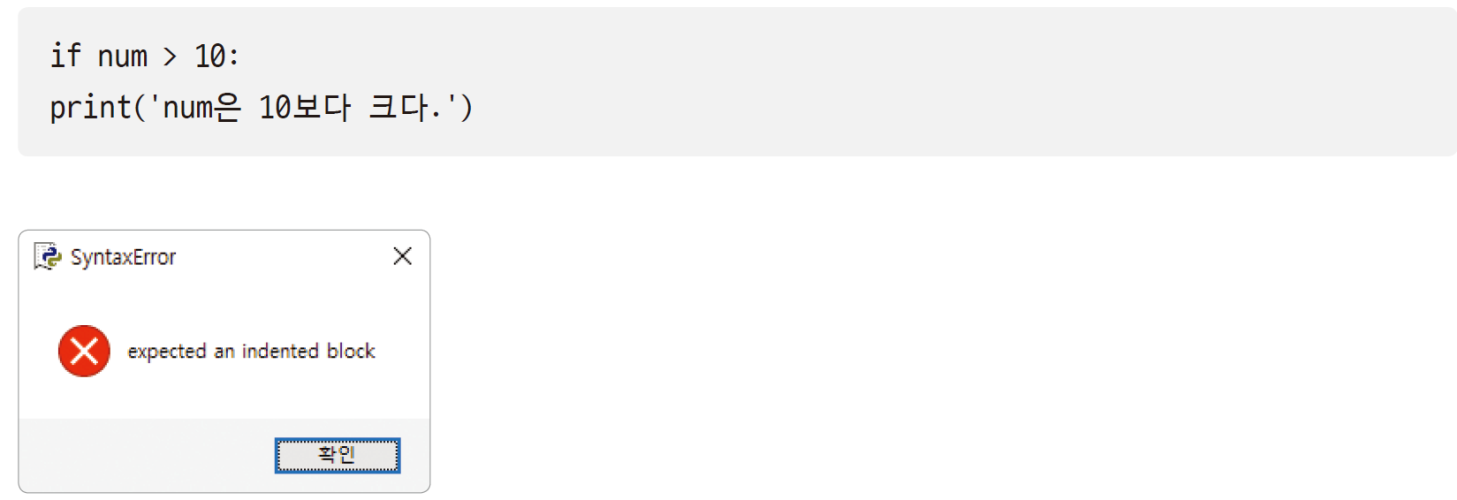 if num > 10:
print('num은 10보다 크다.')
SyntaxError
expected an indented block
확인